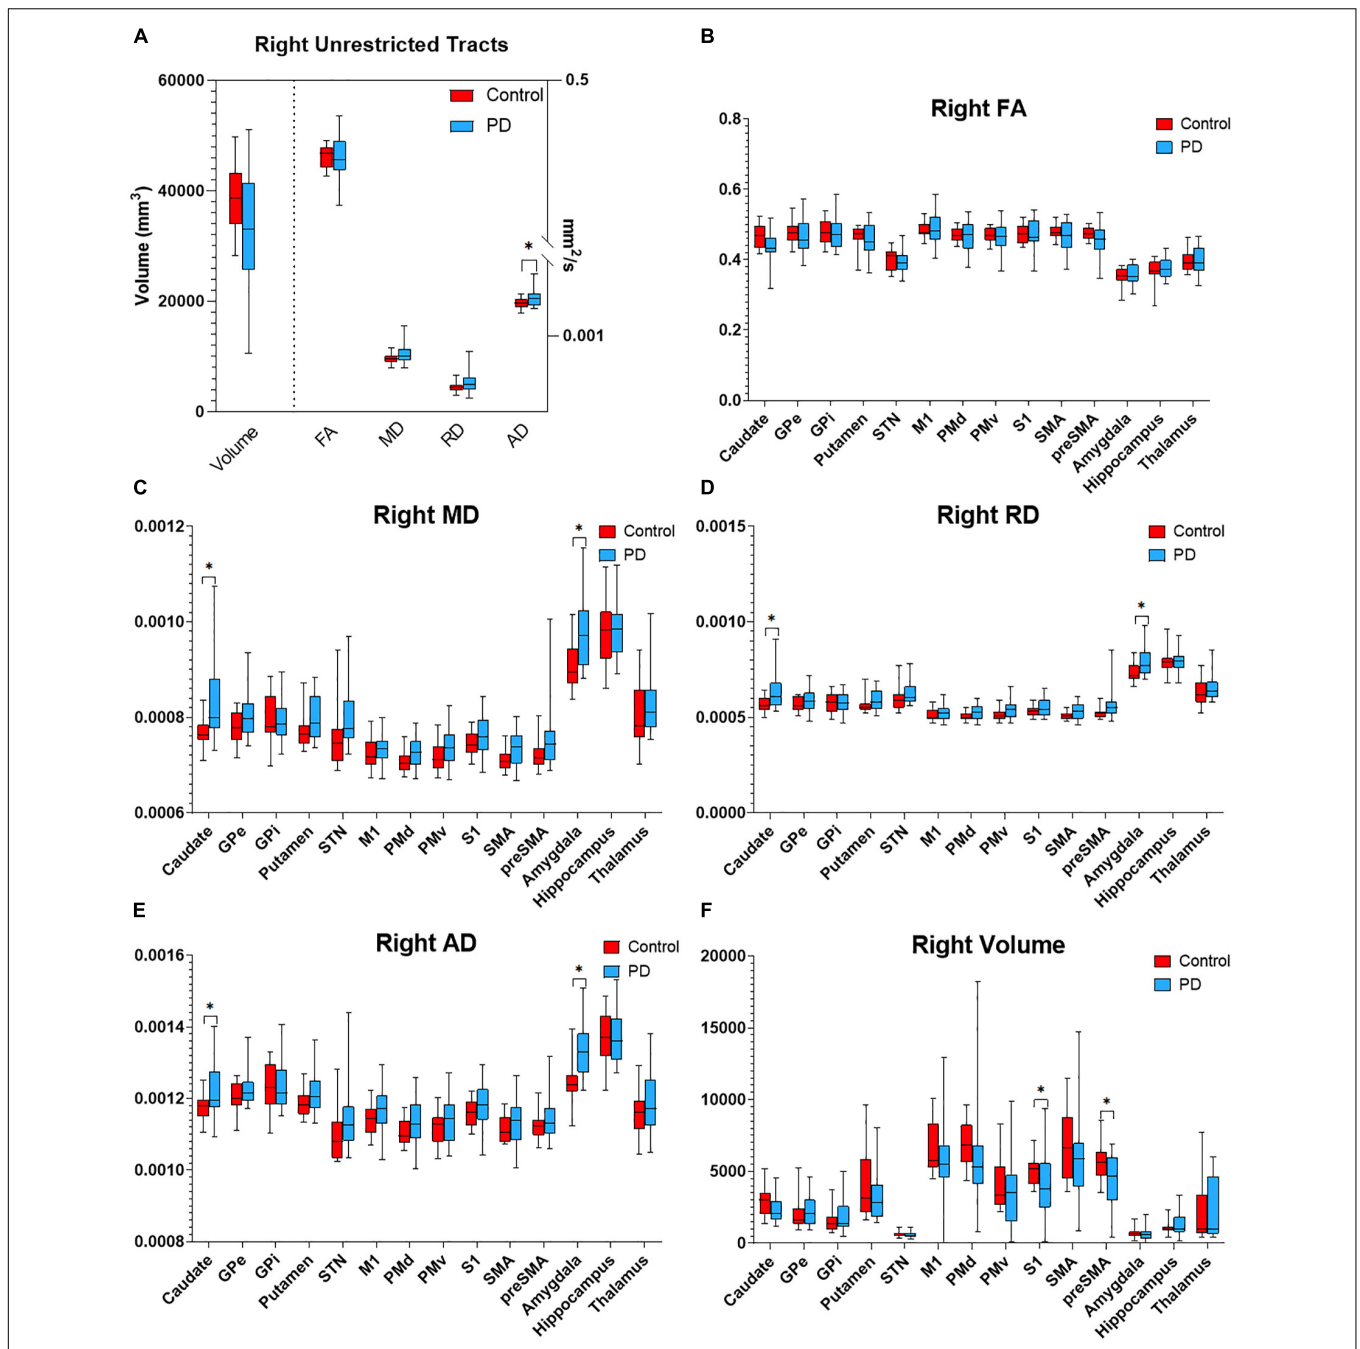 A
Right Unrestricted Tracts
60000
40000
20000
0
Volume (mm³)
0.5
0.001
mm²/s
Control
PD
*
Volume
FA
MD
RD
AD
B
Right FA
Control
PD
0.8
0.6
0.4
0.2
0.0
Caudate
GPe
GPi
Putamen
STN
M1
PMd
PMv
S1
SMA
preSMA
Amygdala
Hippocampus
Thalamus
C
Right MD
Control
PD
0.0012
0.0010
0.0008
0.0006
*
*
Caudate
GPe
GPi
Putamen
STN
M1
PMd
PMv
S1
SMA
preSMA
Amygdala
Hippocampus
Thalamus
D
Right RD
Control
PD
0.0015
0.0010
0.0005
0.0000
*
*
Caudate
GPe
GPi
Putamen
STN
M1
PMd
PMv
S1
SMA
preSMA
Amygdala
Hippocampus
Thalamus
E
Right AD
Control
PD
0.0016
0.0014
0.0012
0.0010
0.0008
*
*
Caudate
GPe
GPi
Putamen
STN
M1
PMd
PMv
S1
SMA
preSMA
Amygdala
Hippocampus
Thalamus
F
Right Volume
Control
PD
20000
15000
10000
5000
0
*
*
Caudate
GPe
GPi
Putamen
STN
M1
PMd
PMv
S1
SMA
preSMA
Amygdala
Hippocampus
Thalamus